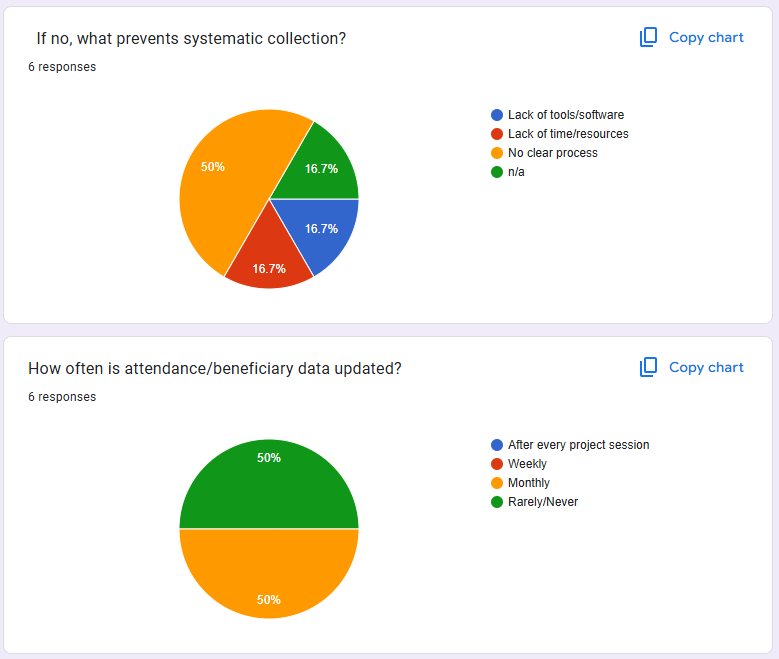 If no, what prevents systematic collection?
Copy chart
6 responses
50%
16.7%
16.7%
16.7%
Lack of tools/software
Lack of time/resources
No clear process
n/a
How often is attendance/beneficiary data updated?
Copy chart
6 responses
50%
50%
After every project session
Weekly
Monthly
Rarely/Never